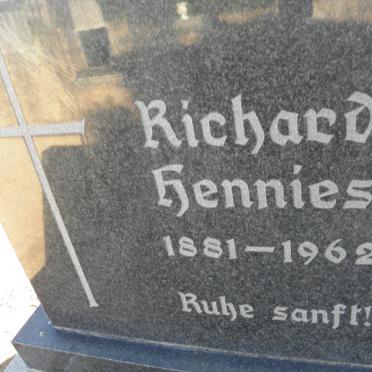 Richard
Hennies
1881-1962
Ruhe sanft!